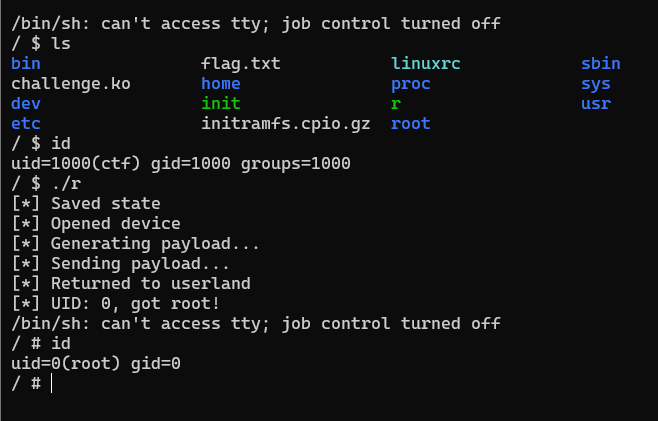 /bin/sh: can't access tty; job control turned off
/ $ ls
bin flag.txt linuxrc sbin
challenge.ko home proc sys
dev init r usr
etc initramfs.cpio.gz root
/ $ id
uid=1000(ctf) gid=1000 groups=1000
/ $ ./r
[*] Saved state
[*] Opened device
[*] Generating payload...
[*] Sending payload...
[*] Returned to userland
[*] UID: 0, got root!
/bin/sh: can't access tty; job control turned off
/ # id
uid=0(root) gid=0
/ #